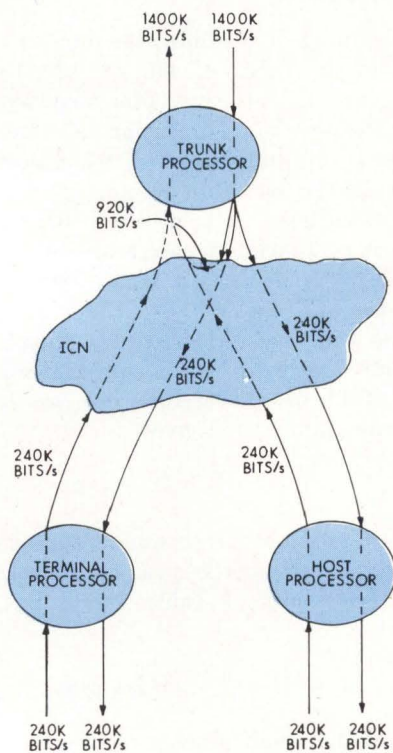 1400K
BITS/s
1400K
BITS/s
TRUNK
PROCESSOR
920K
BITS/s
ICN
240K
BITS/s
240K
BITS/s
240K
BITS/s
240K
BITS/s
TERMINAL
PROCESSOR
HOST
PROCESSOR
240K
BITS/s
240K
BITS/s
240K
BITS/s
240K
BITS/s